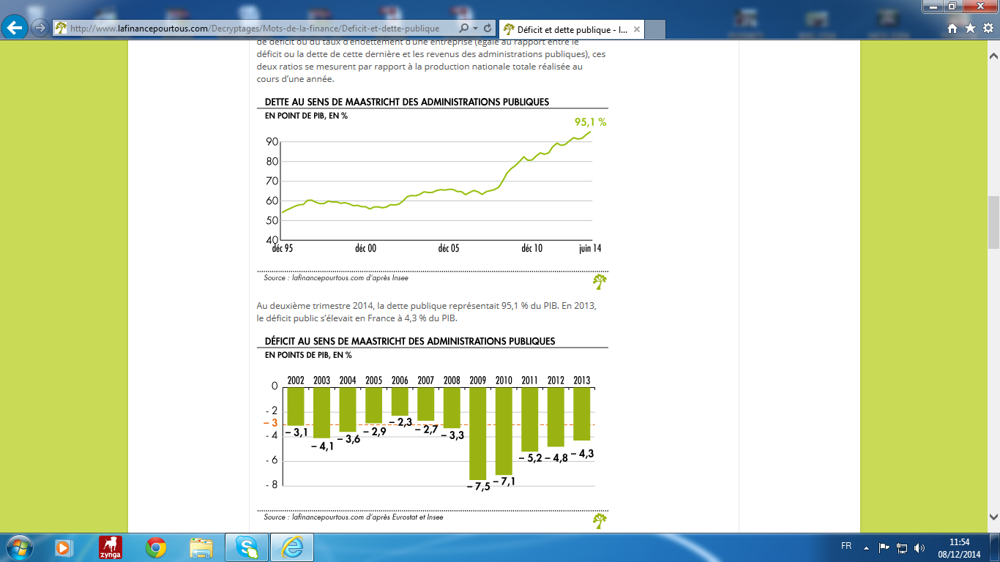 http://www.lafinancepourtous.com/Decryptages/Mots-de-la-finance/Deficit-et-dette-publique
Déficit et dette publique - l...
de déficit ou du taux d'endettement d'une entreprise (égale au rapport entre le
déficit ou la dette de cette dernière et les revenus des administrations publiques), ces
deux ratios se mesurent par rapport à la production nationale totale réalisée au
cours d'une année.
DETTE AU SENS DE MAASTRICHT DES ADMINISTRATIONS PUBLIQUES
EN POINT DE PIB, EN %
95,1 %
90
80
70
60
50
40
déc 95 déc 00 déc 05 déc 10 juin 14
Source : lafinancepourtous.com d'après Insee
Au deuxième trimestre 2014, la dette publique représentait 95,1 % du PIB. En 2013,
le déficit public s'élevait en France à 4,3 % du PIB.
DÉFICIT AU SENS DE MAASTRICHT DES ADMINISTRATIONS PUBLIQUES
EN POINTS DE PIB, EN %
2002 2003 2004 2005 2006 2007 2008 2009 2010 2011 2012 2013
0
- 2
– 3
- 4
- 6
- 8
– 3,1 – 4,1 – 3,6 – 2,9 – 2,3 – 2,7 – 3,3 – 7,5 – 7,1 – 5,2 – 4,8 – 4,3
Source : lafinancepourtous.com d'après Eurostat et Insee
zynga
FR
11:54
08/12/2014